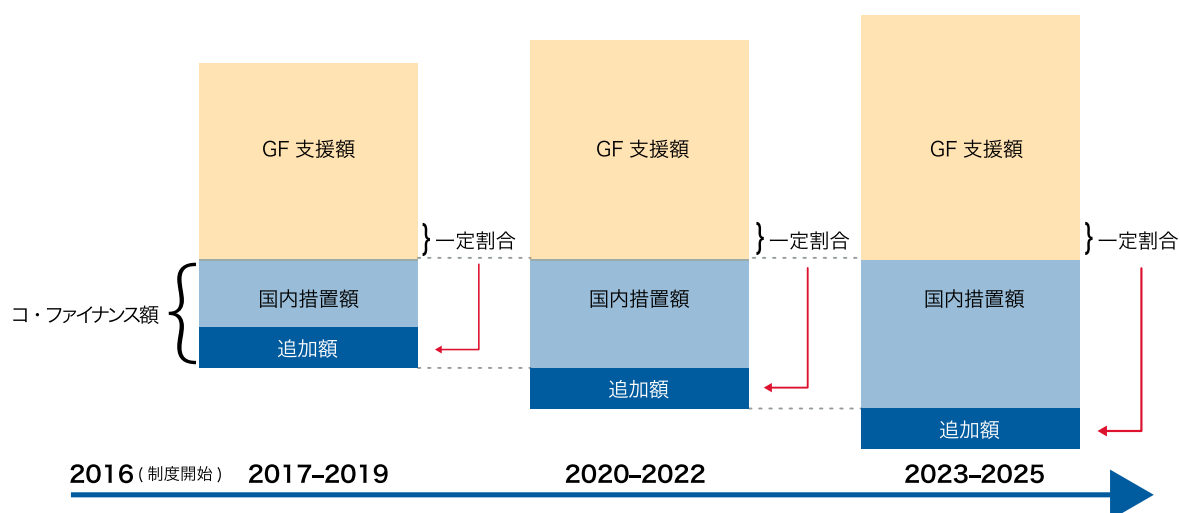 GF 支援額
GF 支援額
GF 支援額
一定割合
一定割合
一定割合
コ・ファイナンス額
国内措置額
国内措置額
国内措置額
追加額
追加額
追加額
2016 ( 制度開始 )
2017–2019
2020–2022
2023–2025